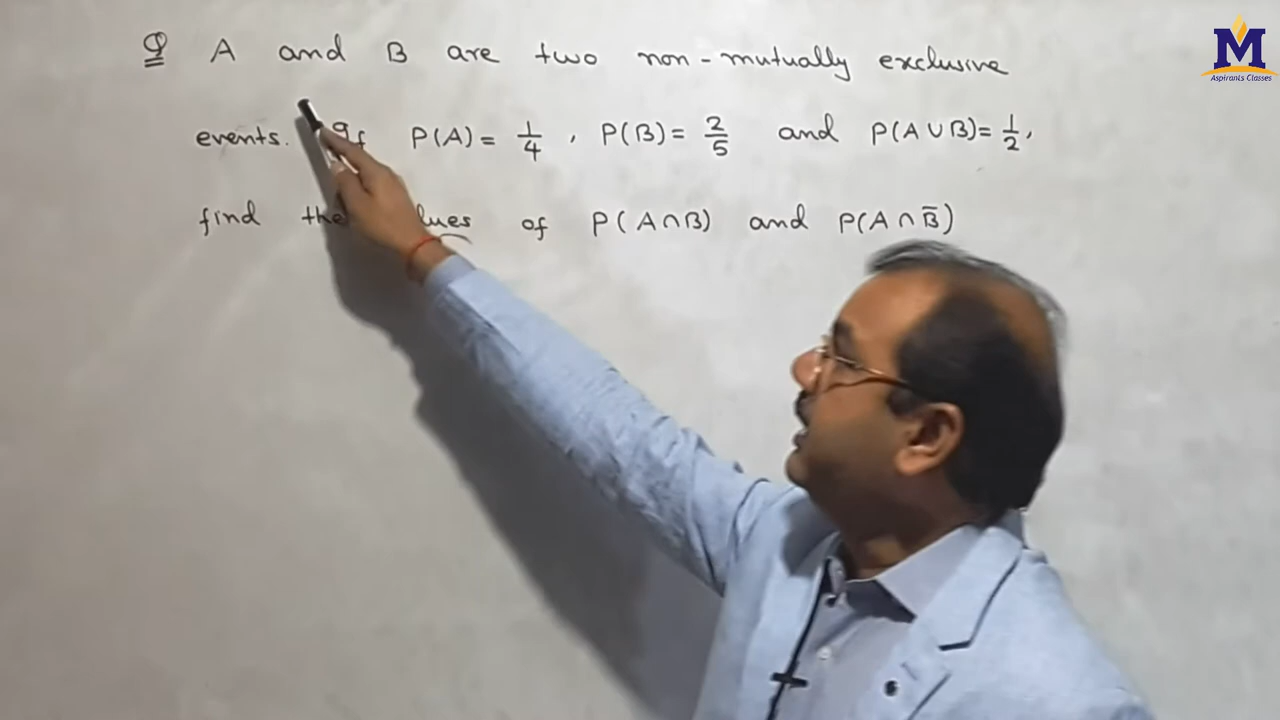 Q A and B are two non-mutually exclusive
events. If P(A) = 1/4, P(B) = 2/5 and P(A∪B) = 1/2,
find the of P(A∩B) and P(A∩B̄)
M
Aspirants Classes